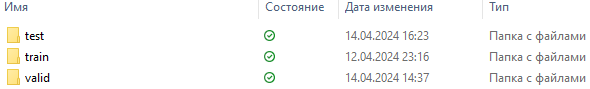 Имя Состояние Дата изменения Тип
test 14.04.2024 16:23 Папка с файлами
train 12.04.2024 23:16 Папка с файлами
valid 14.04.2024 14:37 Папка с файлами